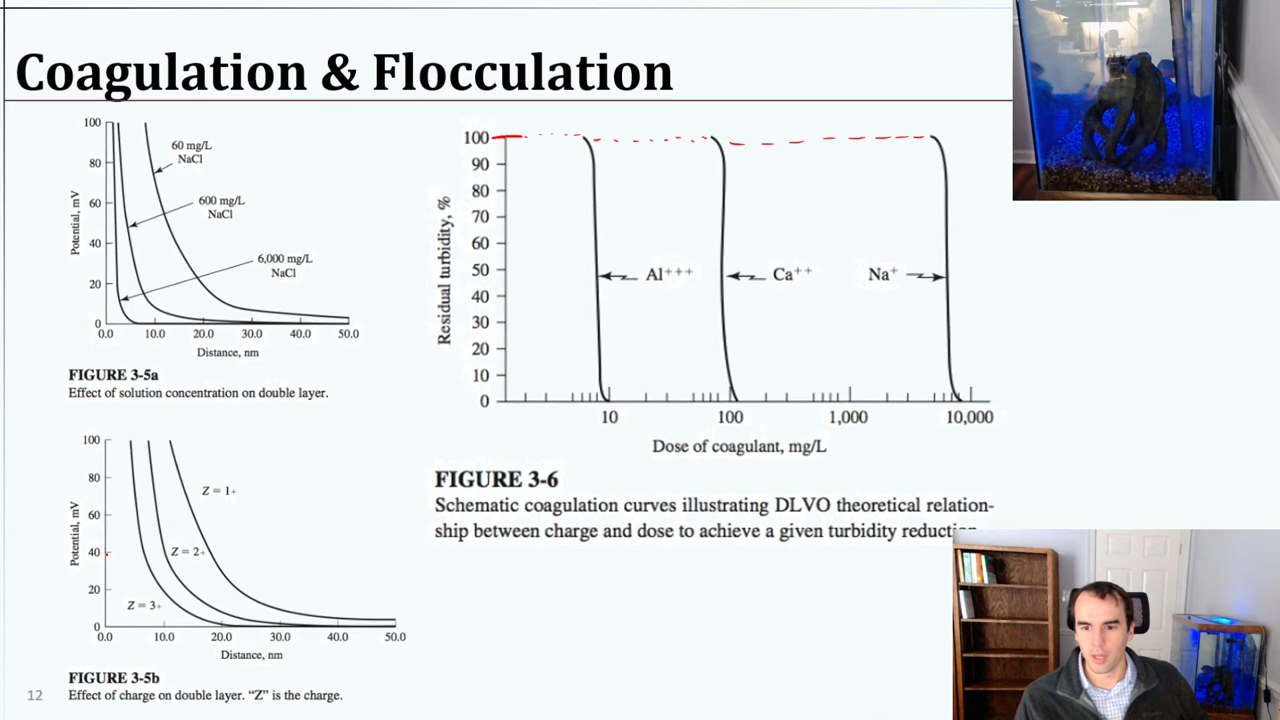 Coagulation & Flocculation
100
80
60
40
20
0
Potential, mV
60 mg/L
NaCl
600 mg/L
NaCl
6,000 mg/L
NaCl
0.0 10.0 20.0 30.0 40.0 50.0
Distance, nm
FIGURE 3-5a
Effect of solution concentration on double layer.
100
80
60
40
20
0
Potential, mV
Z = 1+
Z = 2+
Z = 3+
0.0 10.0 20.0 30.0 40.0 50.0
Distance, nm
FIGURE 3-5b
Effect of charge on double layer. “Z” is the charge.
12
100
90
80
70
60
50
40
30
20
10
0
Residual turbidity, %
Al+++
Ca++
Na+
10 100 1,000 10,000
Dose of coagulant, mg/L
FIGURE 3-6
Schematic coagulation curves illustrating DLVO theoretical relation-
ship between charge and dose to achieve a given turbidity